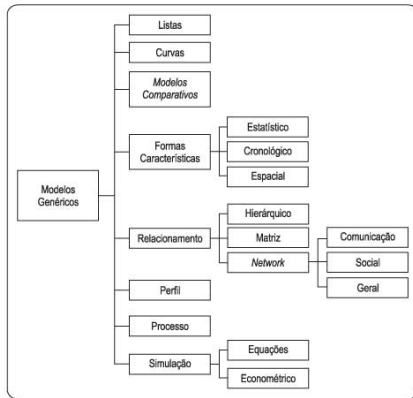 Listas
Curvas
Modelos
Comparativos
Formas
Características
Estatístico
Cronológico
Espacial
Modelos
Genéricos
Relacionamento
Hierárquico
Matriz
Network
Comunicação
Social
Geral
Perfil
Processo
Simulação
Equações
Econométrico